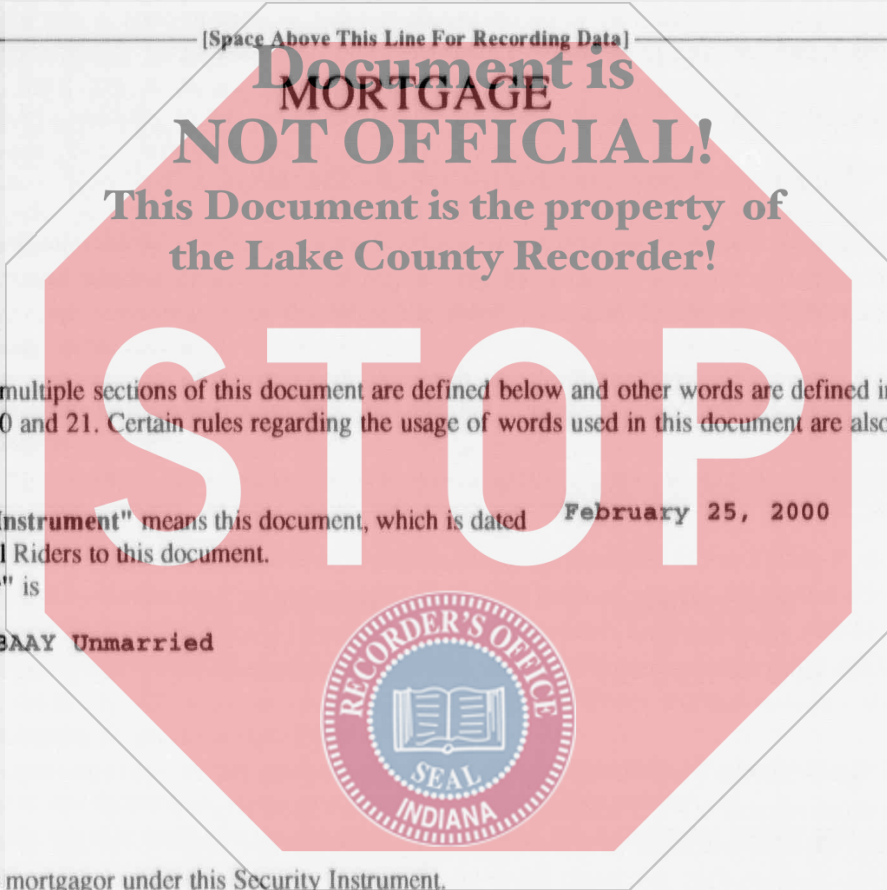 [Space Above This Line For Recording Data]
Document is
MORTGAGE
NOT OFFICIAL!
This Document is the property of
the Lake County Recorder!
STOP
multiple sections of this document are defined below and other words are defined in
0 and 21. Certain rules regarding the usage of words used in this document are also
Instrument" means this document, which is dated February 25, 2000
l Riders to this document.
" is
BAAY Unmarried
RECORDER'S OFFICE
SEAL
INDIANA
mortgagor under this Security Instrument.